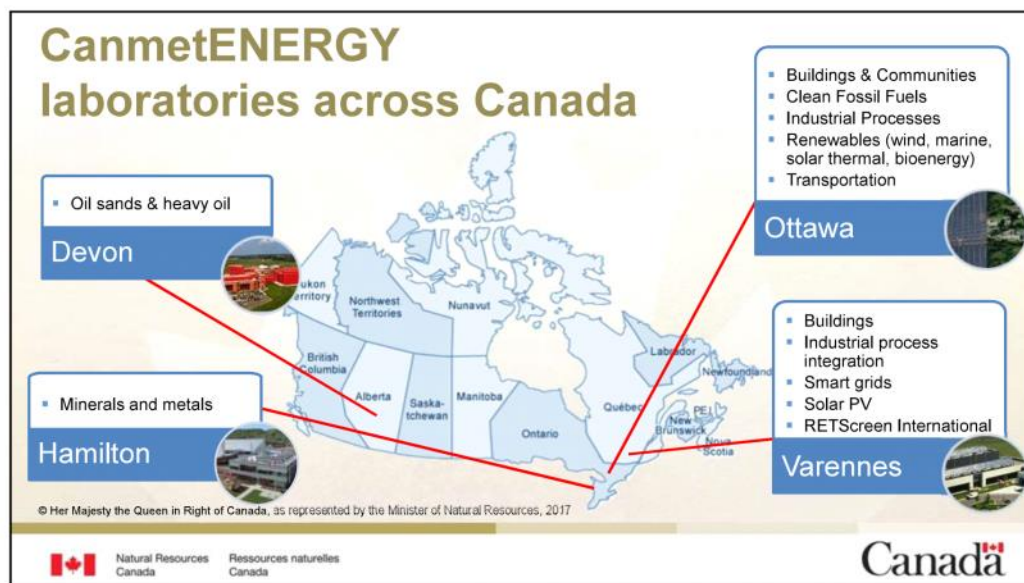 CanmetENERGY
laboratories across Canada
▪ Oil sands & heavy oil
Devon
▪ Minerals and metals
Hamilton
▪ Buildings & Communities
▪ Clean Fossil Fuels
▪ Industrial Processes
▪ Renewables (wind, marine,
solar thermal, bioenergy)
▪ Transportation
Ottawa
▪ Buildings
▪ Industrial process
integration
▪ Smart grids
▪ Solar PV
▪ RETScreen International
Varennes
ukon
erritory
Northwest
Territories
Nunavut
British
Columbia
Alberta
Saska-
tchewan
Manitoba
Ontario
Québec
Labrador
Newfoundland
PEI
New
Brunswick
Nova
Scotia
© Her Majesty the Queen in Right of Canada, as represented by the Minister of Natural Resources, 2017
Natural Resources
Canada
Ressources naturelles
Canada
Canada